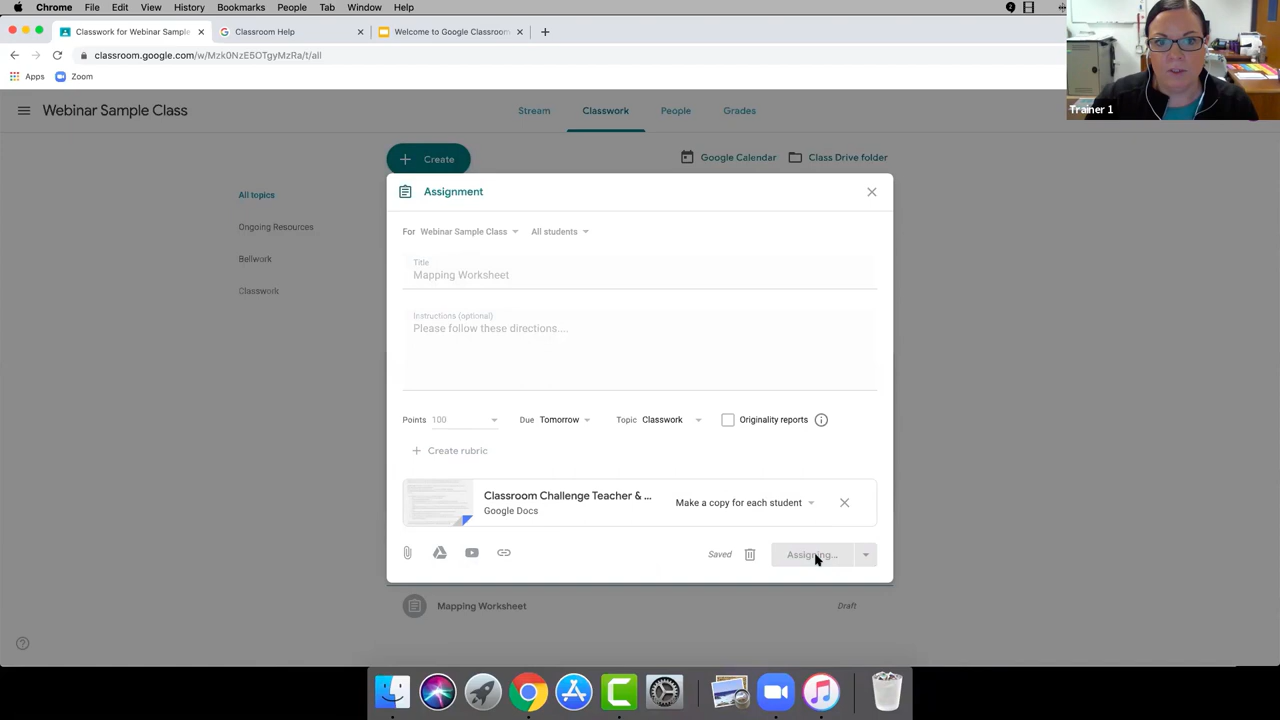 Chrome File Edit View History Bookmarks People Tab Window Help
Classwork for Webinar Sample Class
Classroom Help
Welcome to Google Classroom
classroom.google.com/w/Mzk0NzE5OTgyMzRa/t/all
Apps Zoom
Trainer 1
Webinar Sample Class
Stream Classwork People Grades
Create
Google Calendar Class Drive folder
All topics
Ongoing Resources
Bellwork
Classwork
Assignment
For Webinar Sample Class All students
Title
Mapping Worksheet
Instructions (optional)
Please follow these directions....
Points 100 Due Tomorrow Topic Classwork Originality reports
Create rubric
Classroom Challenge Teacher & ...
Google Docs
Make a copy for each student
Saved Assigning...
Mapping Worksheet Draft